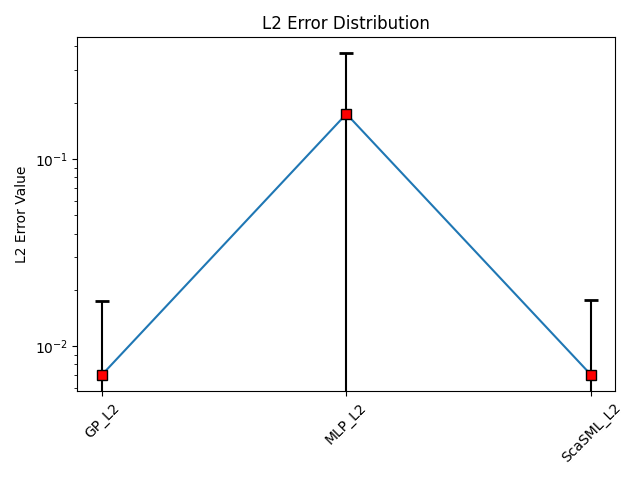 L2 Error Distribution
L2 Error Value
10⁻¹
10⁻²
GP_L2
MLP_L2
ScaSML_L2